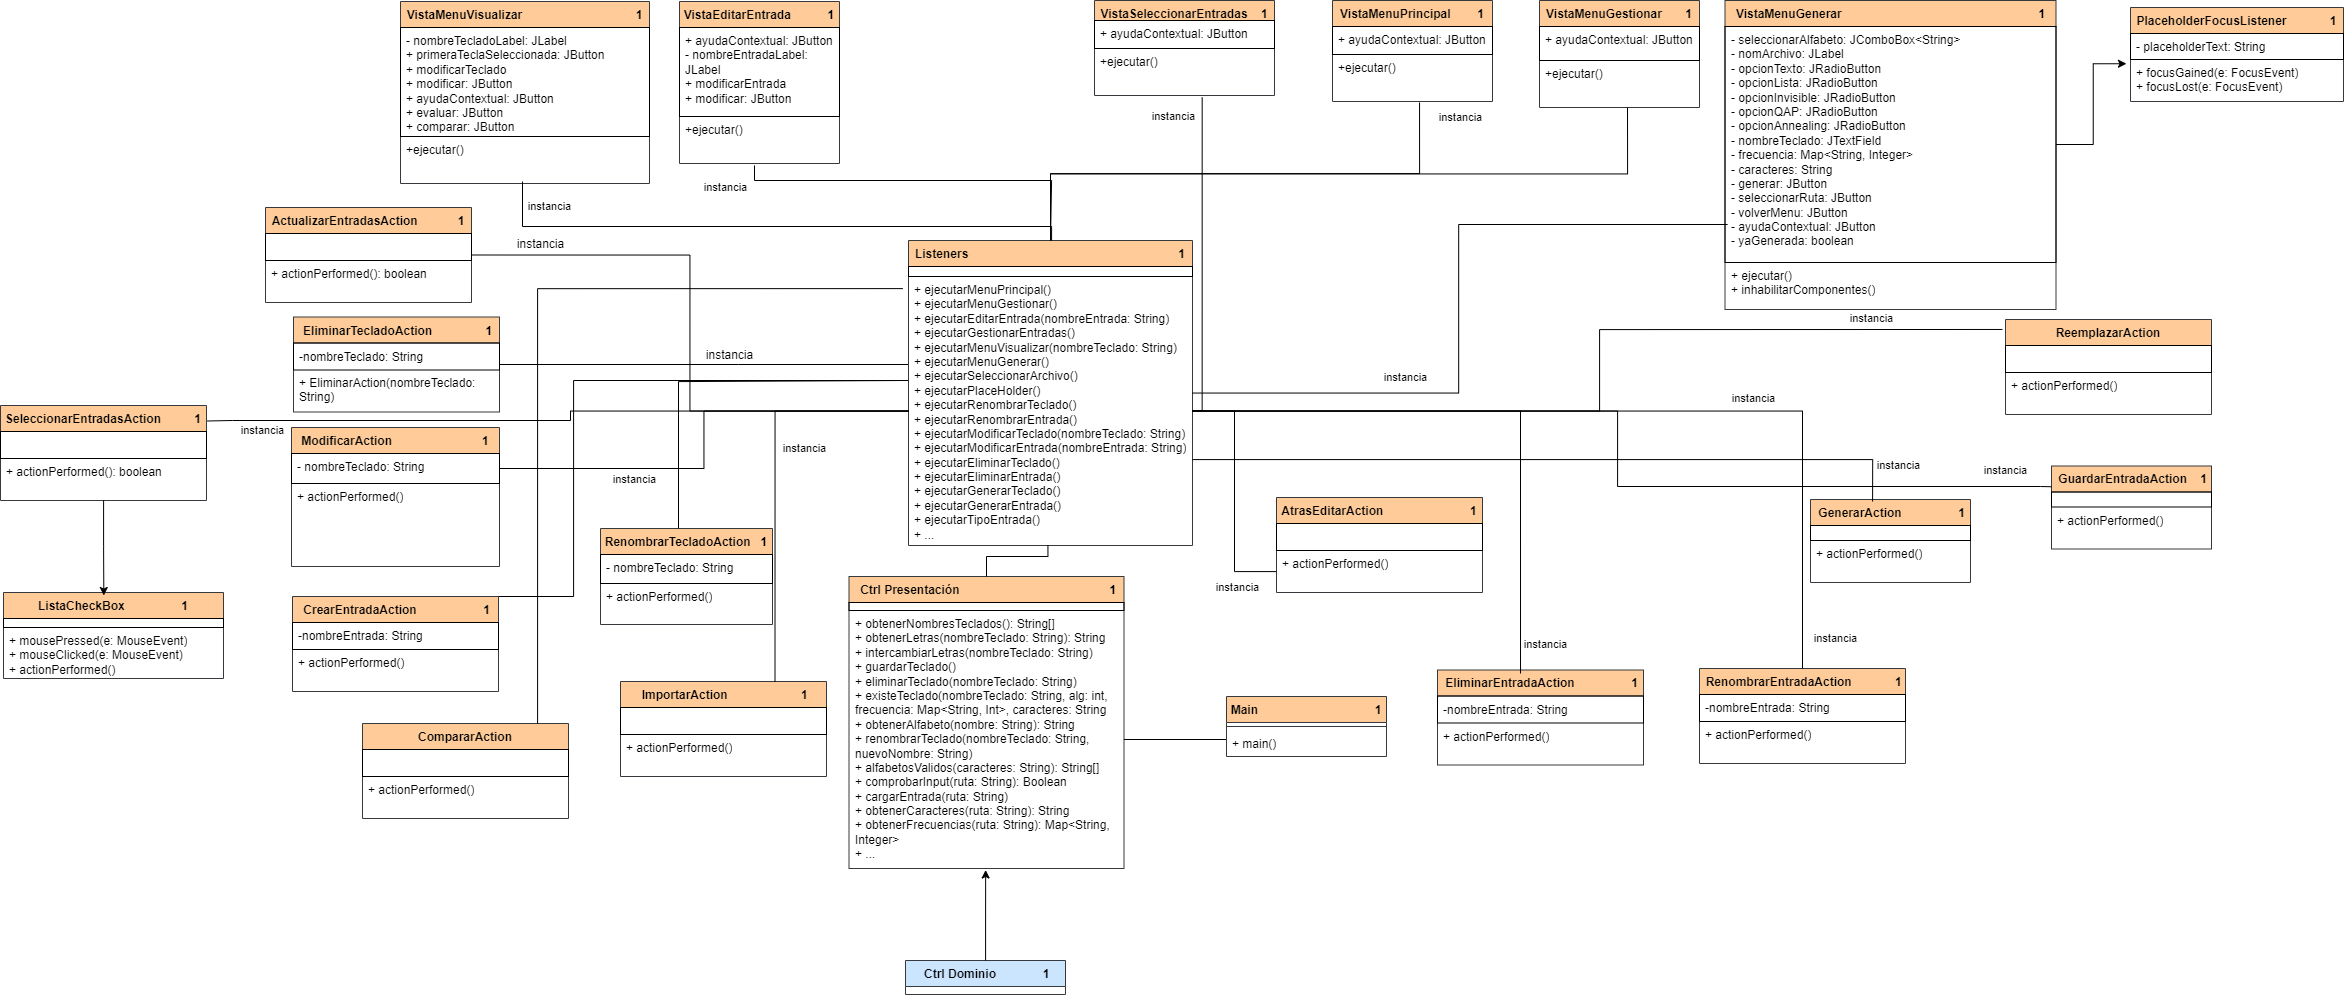 VistaMenuVisualizar 1
- nombreTecladoLabel: JLabel
+ primeraTeclaSeleccionada: JButton
+ modificarTeclado
+ modificar: JButton
+ ayudaContextual: JButton
+ evaluar: JButton
+ comparar: JButton
+ejecutar()
VistaEditarEntrada 1
+ ayudaContextual: JButton
- nombreEntradaLabel:
JLabel
+ modificarEntrada
+ modificar: JButton
+ejecutar()
VistaSeleccionarEntradas 1
+ ayudaContextual: JButton
+ejecutar()
VistaMenuPrincipal 1
+ ayudaContextual: JButton
+ejecutar()
VistaMenuGestionar 1
+ ayudaContextual: JButton
+ejecutar()
VistaMenuGenerar 1
- seleccionarAlfabeto: JComboBox<String>
- nomArchivo: JLabel
- opcionTexto: JRadioButton
- opcionLista: JRadioButton
- opcionInvisible: JRadioButton
- opcionQAP: JRadioButton
- opcionAnnealing: JRadioButton
- nombreTeclado: JTextField
- frecuencia: Map<String, Integer>
- caracteres: String
- generar: JButton
- seleccionarRuta: JButton
- volverMenu: JButton
- ayudaContextual: JButton
- yaGenerada: boolean
+ ejecutar()
+ inhabilitarComponentes()
PlaceholderFocusListener 1
- placeholderText: String
+ focusGained(e: FocusEvent)
+ focusLost(e: FocusEvent)
instancia
instancia
instancia
instancia
ActualizarEntradasAction 1
+ actionPerformed(): boolean
instancia
Listeners 1
+ ejecutarMenuPrincipal()
+ ejecutarMenuGestionar()
+ ejecutarEditarEntrada(nombreEntrada: String)
+ ejecutarGestionarEntradas()
+ ejecutarMenuVisualizar(nombreTeclado: String)
+ ejecutarMenuGenerar()
+ ejecutarSeleccionarArchivo()
+ ejecutarPlaceHolder()
+ ejecutarRenombrarTeclado()
+ ejecutarRenombrarEntrada()
+ ejecutarModificarTeclado(nombreTeclado: String)
+ ejecutarModificarEntrada(nombreEntrada: String)
+ ejecutarEliminarTeclado()
+ ejecutarEliminarEntrada()
+ ejecutarGenerarTeclado()
+ ejecutarGenerarEntrada()
+ ejecutarTipoEntrada()
+ ...
EliminarTecladoAction 1
-nombreTeclado: String
+ EliminarAction(nombreTeclado:
String)
instancia
instancia
instancia
ReemplazarAction
+ actionPerformed()
instancia
SeleccionarEntradasAction 1
+ actionPerformed(): boolean
instancia
ModificarAction 1
- nombreTeclado: String
+ actionPerformed()
instancia
instancia
instancia
instancia
GuardarEntradaAction 1
+ actionPerformed()
AtrasEditarAction 1
+ actionPerformed()
instancia
GenerarAction 1
+ actionPerformed()
RenombrarTecladoAction 1
- nombreTeclado: String
+ actionPerformed()
ListaCheckBox 1
+ mousePressed(e: MouseEvent)
+ mouseClicked(e: MouseEvent)
+ actionPerformed()
CrearEntradaAction 1
-nombreEntrada: String
+ actionPerformed()
Ctrl Presentación 1
+ obtenerNombresTeclados(): String[]
+ obtenerLetras(nombreTeclado: String): String
+ intercambiarLetras(nombreTeclado: String)
+ guardarTeclado()
+ eliminarTeclado(nombreTeclado: String)
+ existeTeclado(nombreTeclado: String, alg: int,
frecuencia: Map<String, Int>, caracteres: String
+ obtenerAlfabeto(nombre: String): String
+ renombrarTeclado(nombreTeclado: String,
nuevoNombre: String)
+ alfabetosValidos(caracteres: String): String[]
+ comprobarInput(ruta: String): Boolean
+ cargarEntrada(ruta: String)
+ obtenerCaracteres(ruta: String): String
+ obtenerFrecuencias(ruta: String): Map<String,
Integer>
+ ...
instancia
instancia
ImportarAction 1
+ actionPerformed()
EliminarEntradaAction 1
-nombreEntrada: String
+ actionPerformed()
RenombrarEntradaAction 1
-nombreEntrada: String
+ actionPerformed()
Main 1
+ main()
CompararAction
+ actionPerformed()
Ctrl Dominio 1